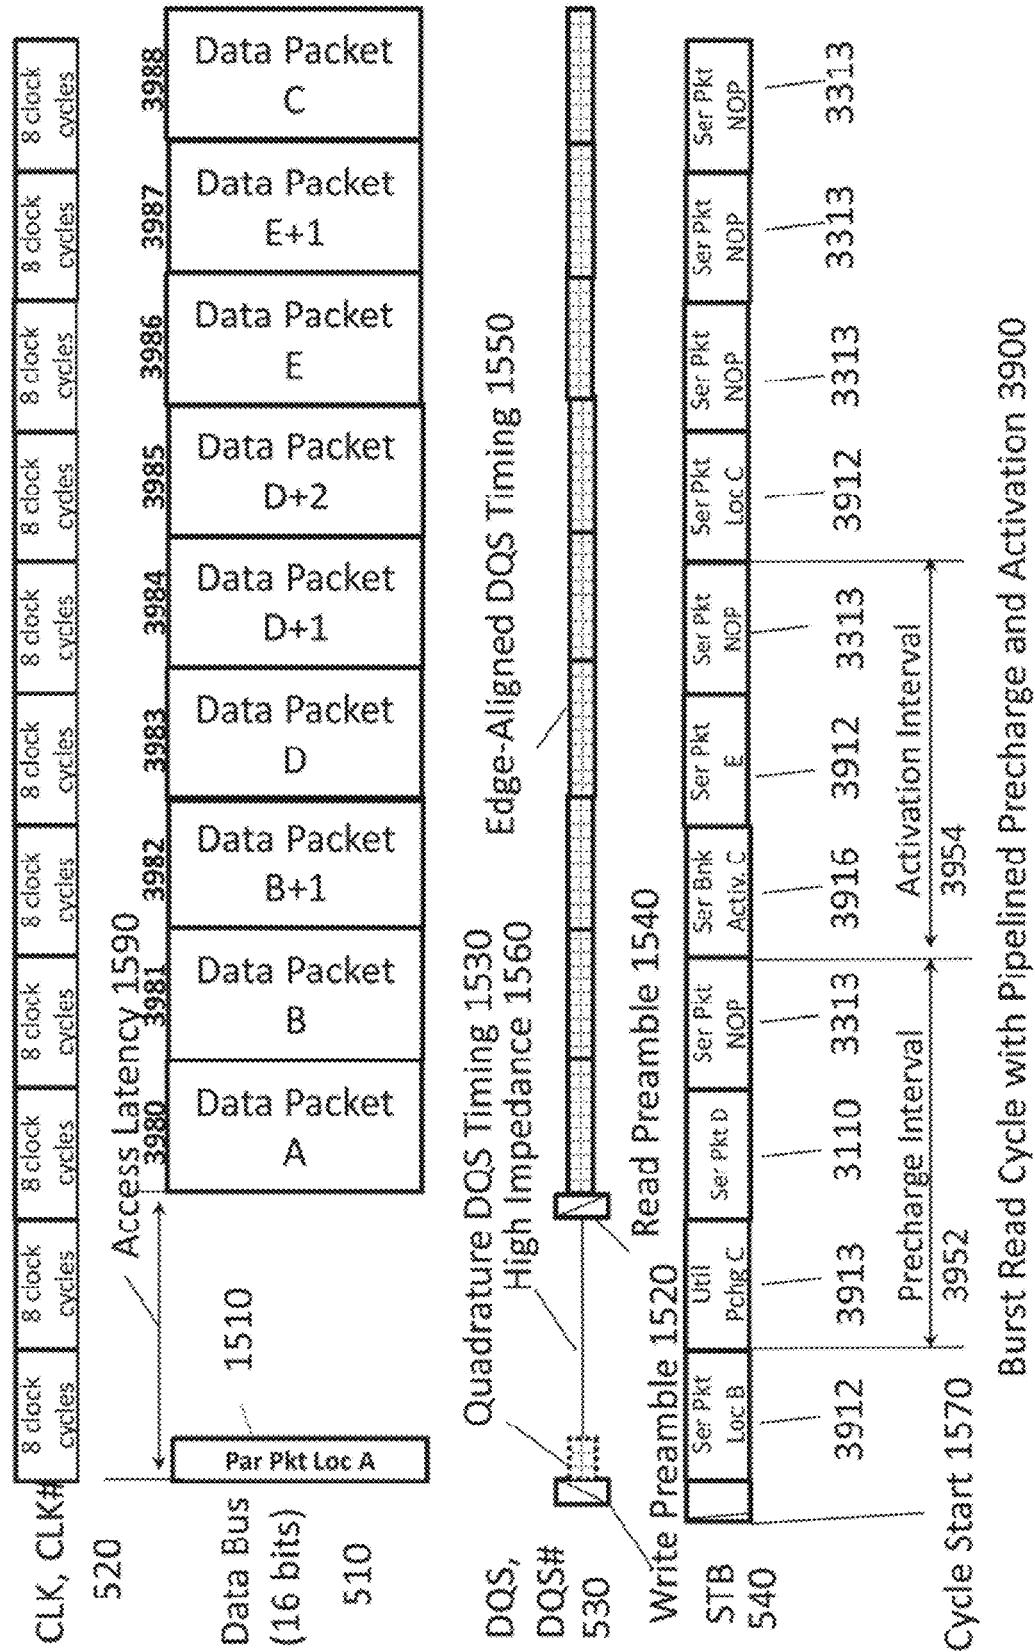 CLK, CLK#
520
8 clock cycles
8 clock cycles
8 clock cycles
8 clock cycles
8 clock cycles
8 clock cycles
8 clock cycles
8 clock cycles
8 clock cycles
8 clock cycles
8 clock cycles
Access Latency 1590
3980
3981
3982
3983
3984
3985
3986
3987
3988
Data Bus
(16 bits)
510
Par Pkt Loc A
1510
Data Packet
A
Data Packet
B
Data Packet
B+1
Data Packet
D
Data Packet
D+1
Data Packet
D+2
Data Packet
E
Data Packet
E+1
Data Packet
C
Quadrature DQS Timing 1530
High Impedance 1560
Edge-Aligned DQS Timing 1550
DQS,
DQS#
530
Write Preamble 1520
Read Preamble 1540
STB
540
Ser Pkt
Loc B
Util
Pchg C
Ser Pkt D
Ser Pkt
NOP
Ser Bnk
Activ. C
Ser Pkt
E
Ser Pkt
NOP
Ser Pkt
Loc C
Ser Pkt
NOP
Ser Pkt
NOP
Ser Pkt
NOP
3912
3913
3110
3313
3916
3912
3313
3912
3313
3313
3313
Precharge Interval
3952
Activation Interval
3954
Cycle Start 1570
Burst Read Cycle with Pipelined Precharge and Activation 3900